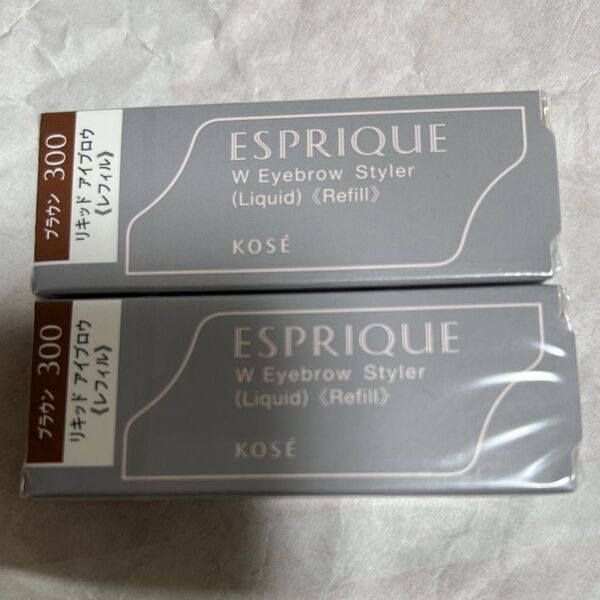 ブラウン 300
リキッド アイブロウ
《レフィル》
ESPRIQUE
W Eyebrow Styler
(Liquid)《Refill》
KOSÉ
ブラウン 300
リキッド アイブロウ
《レフィル》
ESPRIQUE
W Eyebrow Styler
(Liquid)《Refill》
KOSÉ